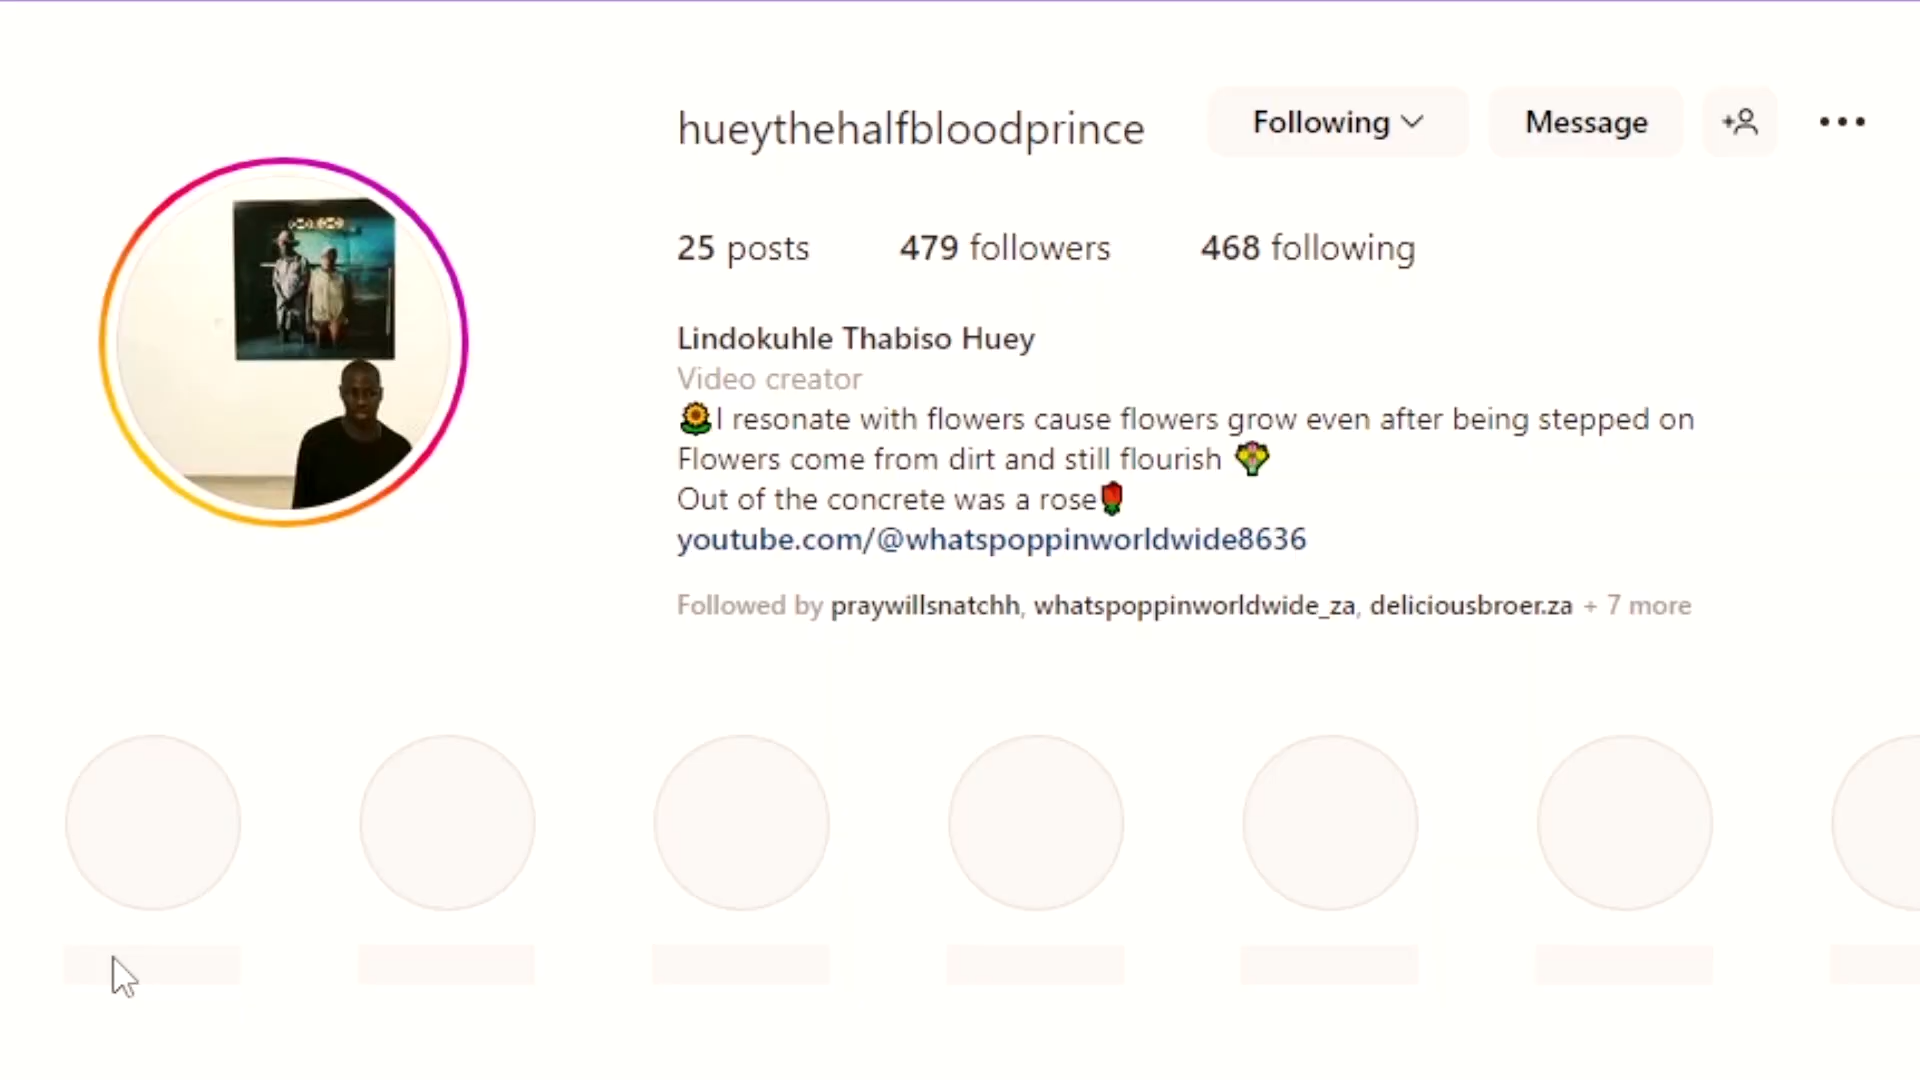 hueythehalfbloodprince Following Message
25 posts 479 followers 468 following
Lindokuhle Thabiso Huey
Video creator
🌻I resonate with flowers cause flowers grow even after being stepped on
Flowers come from dirt and still flourish 💐
Out of the concrete was a rose🌹
youtube.com/@whatspoppinworldwide8636
Followed by praywillsnatchh, whatspoppinworldwide_za, deliciousbroer.za + 7 more